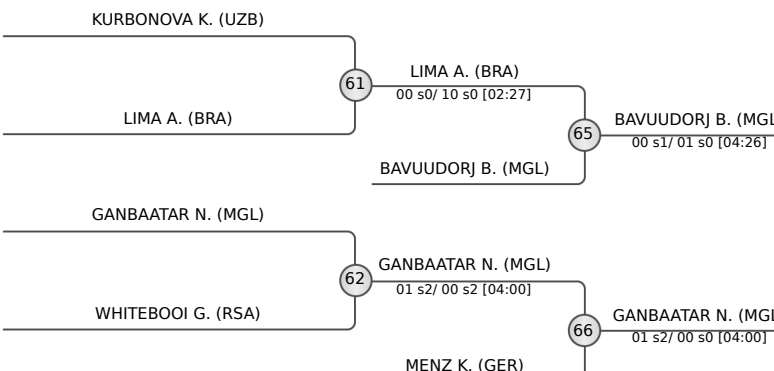 KURBONOVA K. (UZB)
LIMA A. (BRA)
61
LIMA A. (BRA)
00 s0/ 10 s0 [02:27]
BAVUUDORJ B. (MGL)
65
BAVUUDORJ B. (MGL
00 s1/ 01 s0 [04:26]
GANBAATAR N. (MGL)
WHITEBOOI G. (RSA)
62
GANBAATAR N. (MGL)
01 s2/ 00 s2 [04:00]
MENZ K. (GER)
66
GANBAATAR N. (MGL
01 s2/ 00 s0 [04:00]